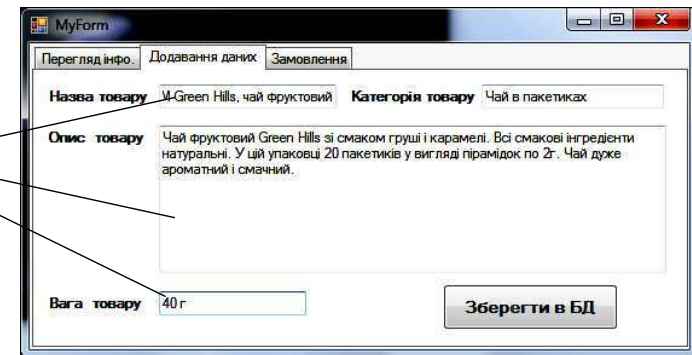 MyForm
Перегляд інфо. Додавання даних Замовлення
Назва товару Green Hills, чай фруктовий Категорія товару Чай в пакетиках
Опис товару Чай фруктовий Green Hills зі смаком груші і карамелі. Всі смакові інгредієнти
натуральні. У цій упаковці 20 пакетиків у вигляді пірамідок по 2г. Чай дуже
ароматний і смачний.
Вага товару 40 г
Зберегти в БД